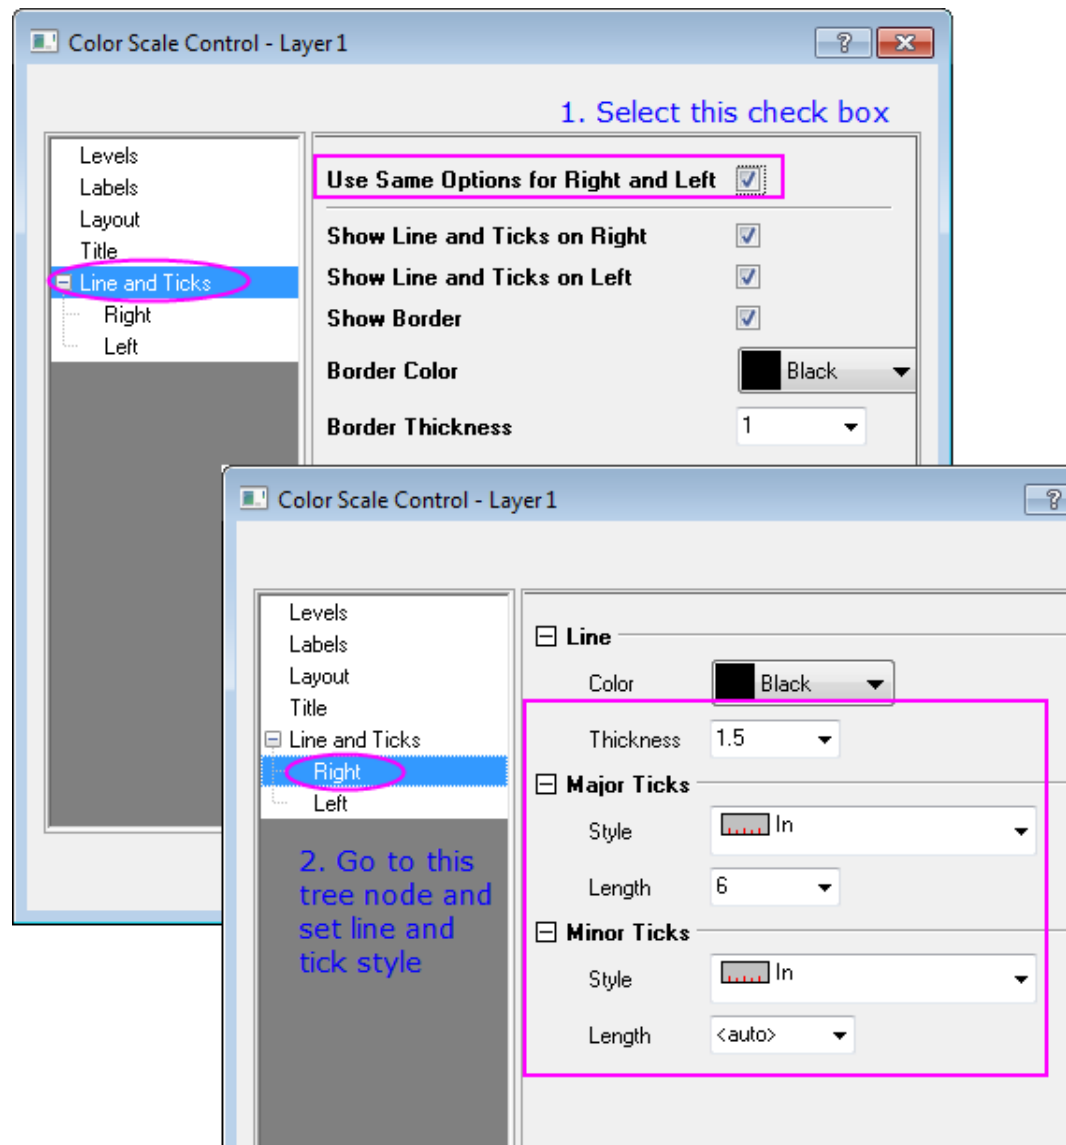 Color Scale Control - Layer 1
1. Select this check box
Levels
Labels
Layout
Title
Line and Ticks
Right
Left
Use Same Options for Right and Left
Show Line and Ticks on Right
Show Line and Ticks on Left
Show Border
Border Color Black
Border Thickness 1
Color Scale Control - Layer 1
Levels
Labels
Layout
Title
Line and Ticks
Right
Left
2. Go to this
tree node and
set line and
tick style
Line
Color Black
Thickness 1.5
Major Ticks
Style In
Length 6
Minor Ticks
Style In
Length <auto>